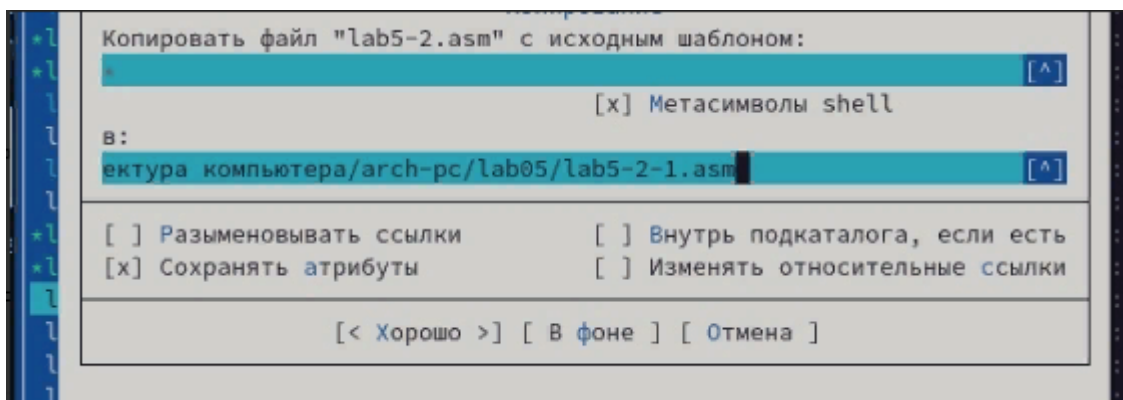 Копировать файл "lab5-2.asm" с исходным шаблоном:
* [^]
[x] Метасимволы shell
в:
ектура компьютера/arch-pc/lab05/lab5-2-1.asm [^]
[ ] Разыменовывать ссылки [ ] Внутрь подкаталога, если есть
[x] Сохранять атрибуты [ ] Изменять относительные ссылки
[< Хорошо >] [ В фоне ] [ Отмена ]